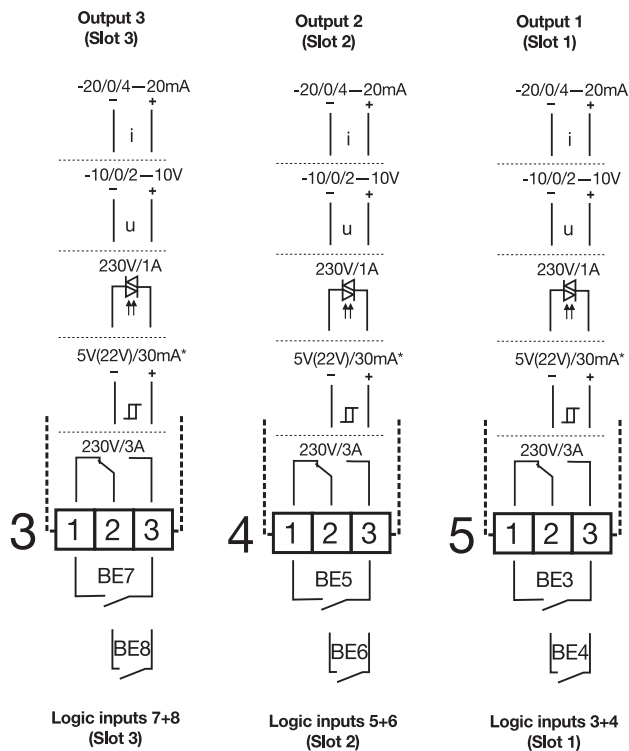 Output 3
(Slot 3)
Output 2
(Slot 2)
Output 1
(Slot 1)
-20/0/4—20mA
-20/0/4—20mA
-20/0/4—20mA
− +
− +
− +
i
i
i
-10/0/2—10V
-10/0/2—10V
-10/0/2—10V
− +
− +
− +
u
u
u
230V/1A
230V/1A
230V/1A
5V(22V)/30mA*
5V(22V)/30mA*
5V(22V)/30mA*
− +
− +
− +
230V/3A
230V/3A
230V/3A
3 1 2 3
4 1 2 3
5 1 2 3
BE7
BE5
BE3
BE8
BE6
BE4
Logic inputs 7+8
(Slot 3)
Logic inputs 5+6
(Slot 2)
Logic inputs 3+4
(Slot 1)